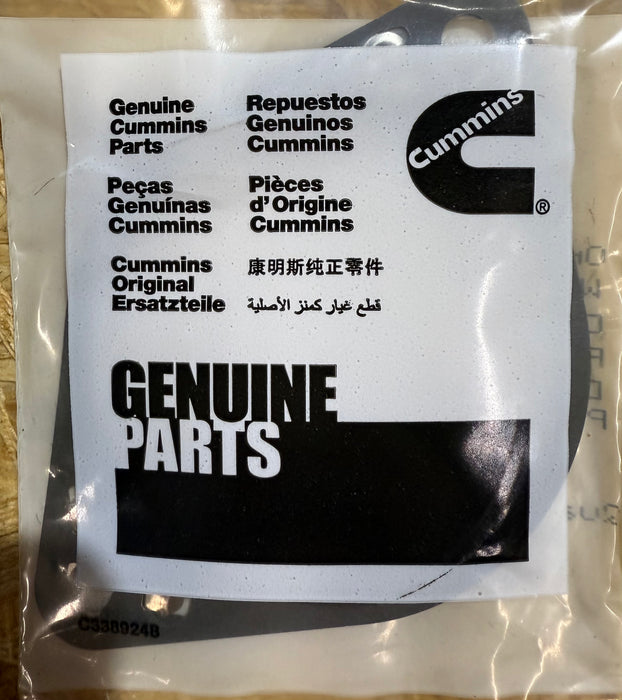 Genuine
Cummins
Parts
Repuestos
Genuinos
Cummins
Cummins
®
Peças
Genuínas
Cummins
Pièces
d'Origine
Cummins
Cummins
Original
Ersatzteile
康明斯纯正零件
قطع غيار كمنز الأصلية
GENUINE
PARTS